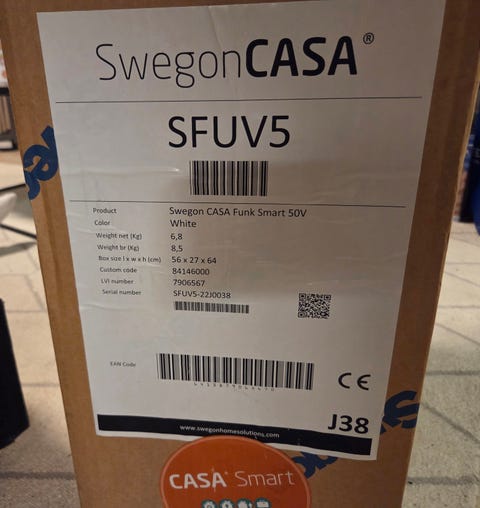 SwegonCASA®
SFUV5
Product Swegon CASA Funk Smart 50V
Color White
Weight net (Kg) 6,8
Weight br (Kg) 8,5
Box size l x w x h (cm) 56 x 27 x 64
Custom code 84146000
LVI number 7906567
Serial number SFUV5-22J0038
EAN Code
CE
J38
www.swegonhomesolutions.com
CASA® Smart